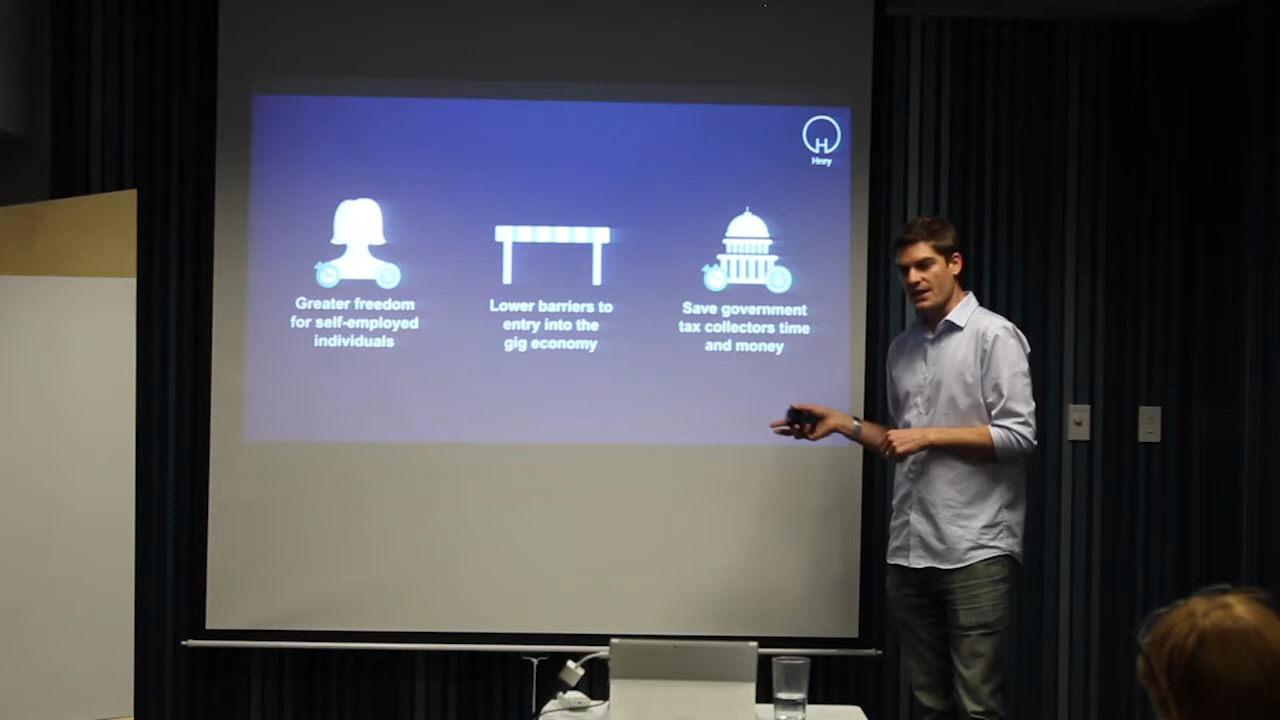 H
Hnry
Greater freedom
for self-employed
individuals
Lower barriers to
entry into the
gig economy
Save government
tax collectors time
and money